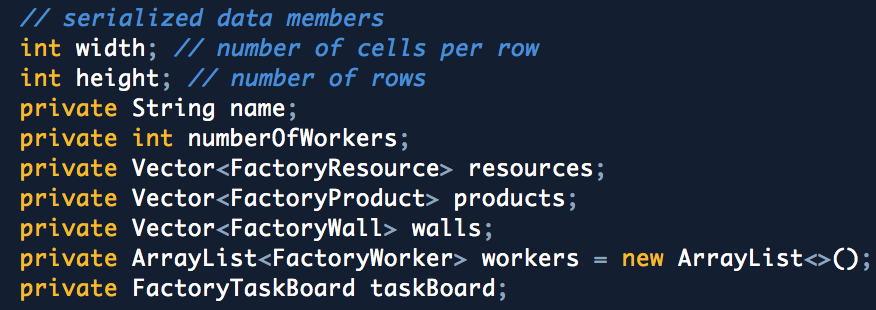 // serialized data members
int width; // number of cells per row
int height; // number of rows
private String name;
private int numberOfWorkers;
private Vector<FactoryResource> resources;
private Vector<FactoryProduct> products;
private Vector<FactoryWall> walls;
private ArrayList<FactoryWorker> workers = new ArrayList<>();
private FactoryTaskBoard taskBoard;